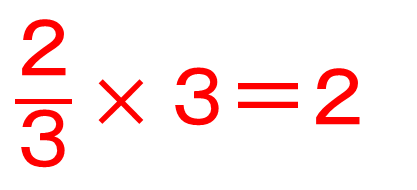 2/3 × 3 = 2